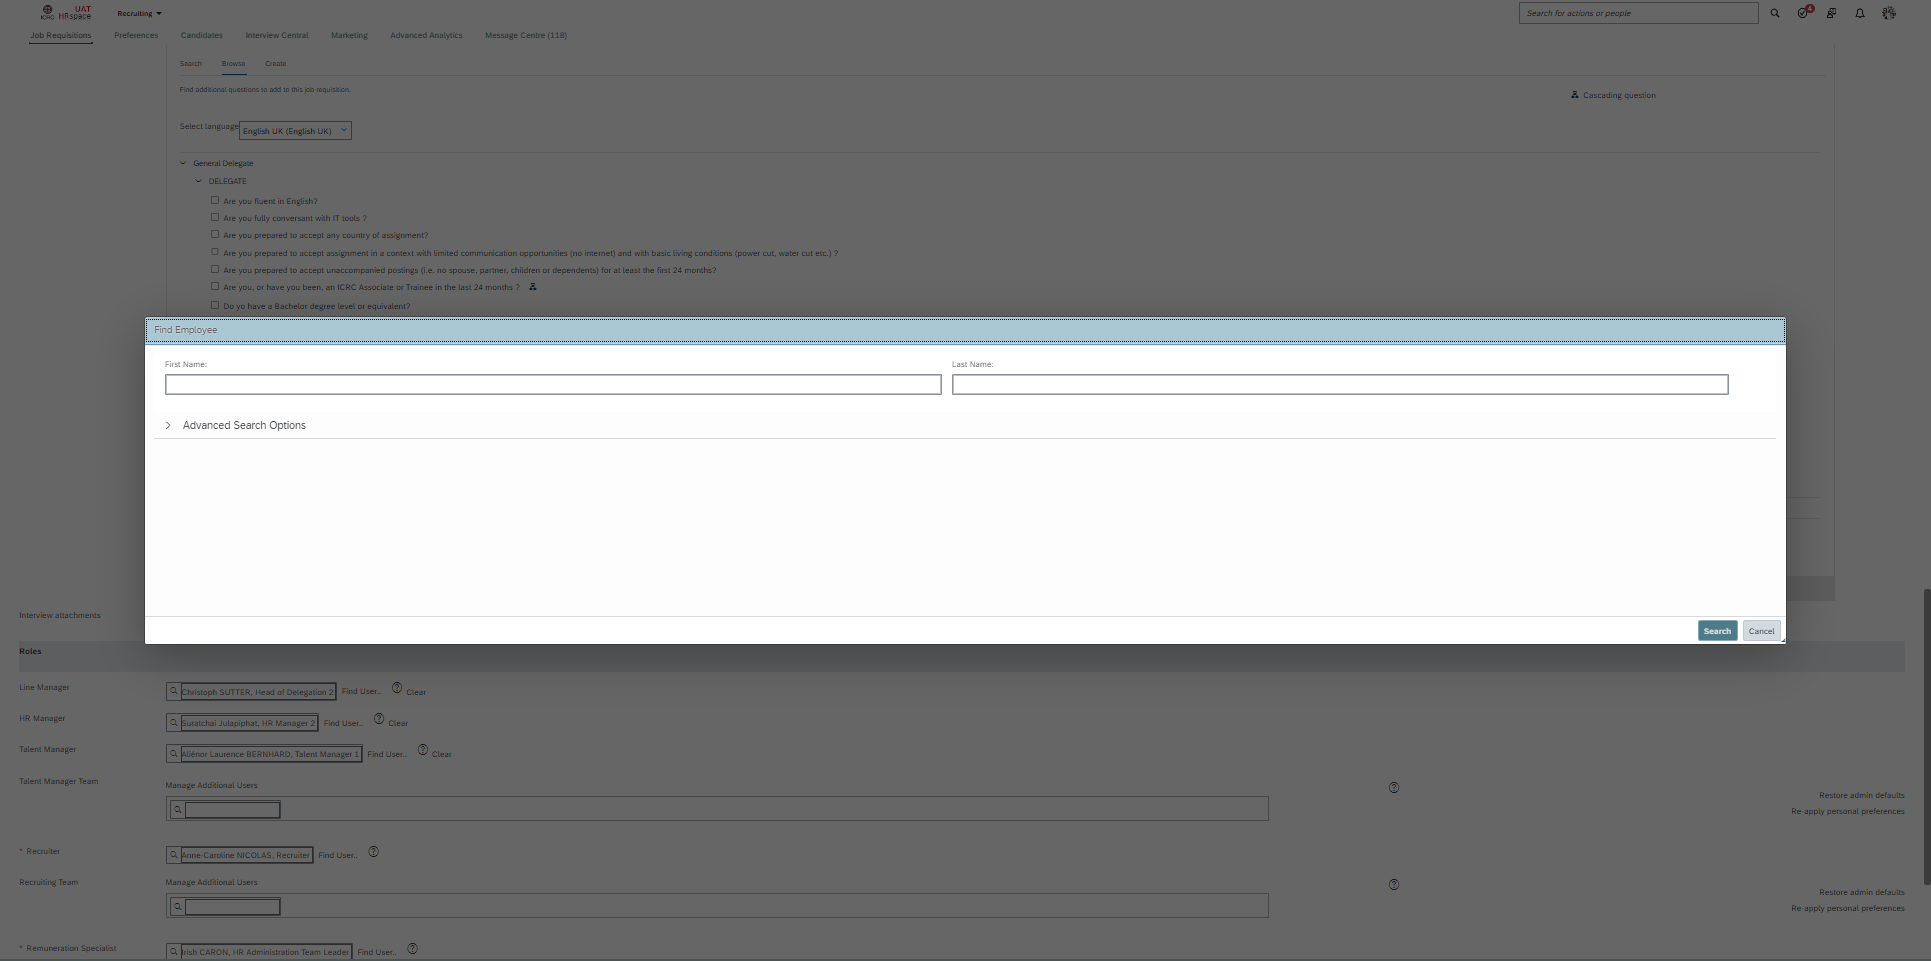 UAT
ICRC HRspace
Recruiting
Search for actions or people
4
Job Requisitions
Preferences
Candidates
Interview Central
Marketing
Advanced Analytics
Message Centre (118)
Search
Browse
Create
Find additional questions to add to this job requisition.
Cascading question
Select language
English UK (English UK)
General Delegate
DELEGATE
Are you fluent in English?
Are you fully conversant with IT tools ?
Are you prepared to accept any country of assignment?
Are you prepared to accept assignment in a context with limited communication opportunities (no internet) and with basic living conditions (power cut, water cut etc.) ?
Are you prepared to accept unaccompanied postings (i.e. no spouse, partner, children or dependents) for at least the first 24 months?
Are you, or have you been, an ICRC Associate or Trainee in the last 24 months ?
Do yo have a Bachelor degree level or equivalent?
Find Employee
First Name:
Last Name:
Advanced Search Options
Search
Cancel
Interview attachments
Roles
Line Manager
Christoph SUTTER, Head of Delegation 2
Find User..
Clear
HR Manager
Suratchai Julapiphat, HR Manager 2
Find User..
Clear
Talent Manager
Aliénor Laurence BERNHARD, Talent Manager 1
Find User..
Clear
Talent Manager Team
Manage Additional Users
Restore admin defaults
Re-apply personal preferences
* Recruiter
Anne-Caroline NICOLAS, Recruiter
Find User..
Recruiting Team
Manage Additional Users
Restore admin defaults
Re-apply personal preferences
* Remuneration Specialist
Irish CARON, HR Administration Team Leader
Find User..